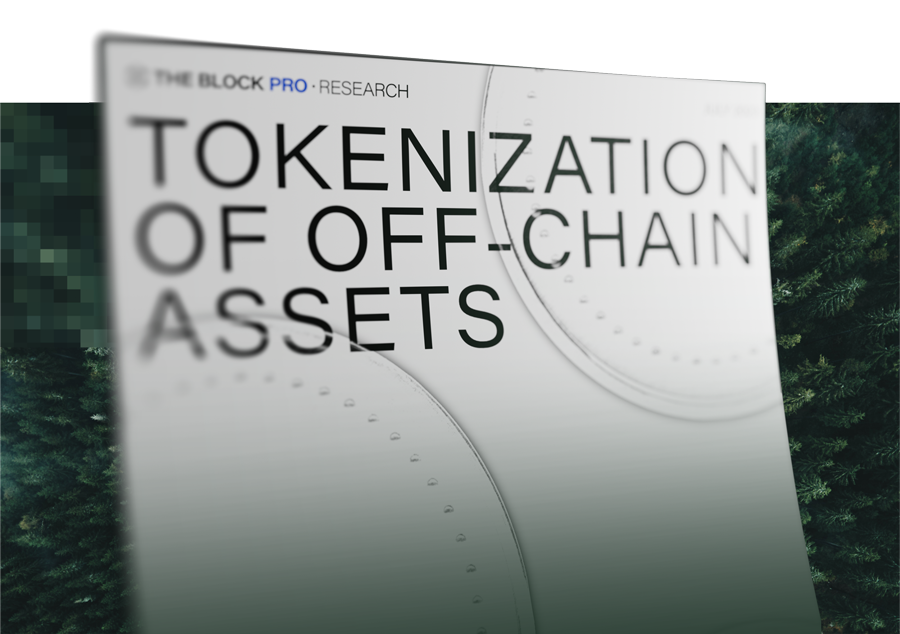 THE BLOCK PRO · RESEARCH
TOKENIZATION
OF OFF-CHAIN
ASSETS